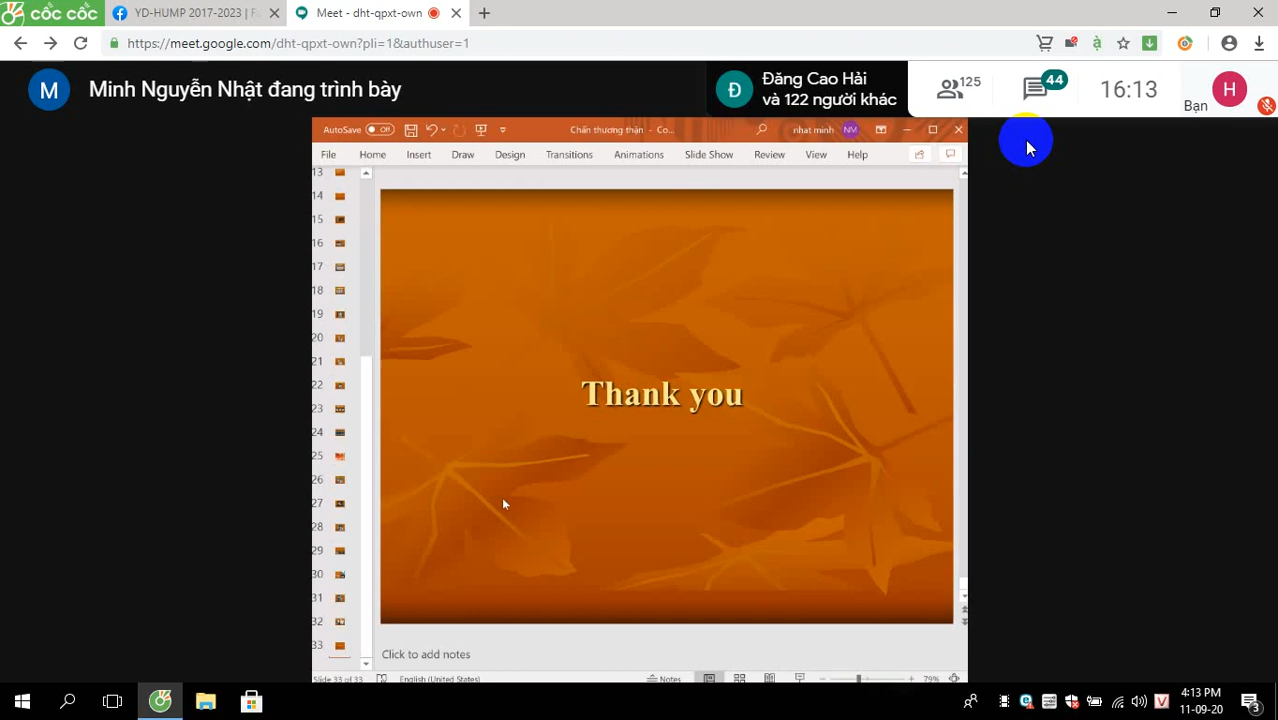 cốc cốc
YD-HUMP 2017-2023 | Fa
Meet - dht-qpxt-own
https://meet.google.com/dht-qpxt-own?pli=1&authuser=1
M
Minh Nguyễn Nhật đang trình bày
Đ
Đăng Cao Hải
và 122 người khác
125
44
16:13
Bạn
H
AutoSave
Off
Chấn thương thận - Co...
nhat minh
NM
File
Home
Insert
Draw
Design
Transitions
Animations
Slide Show
Review
View
Help
13
14
15
16
17
18
19
20
21
22
23
24
25
26
27
28
29
30
31
32
33
Thank you
Click to add notes
Slide 33 of 33
English (United States)
Notes
79%
V
4:13 PM
11-09-20
3